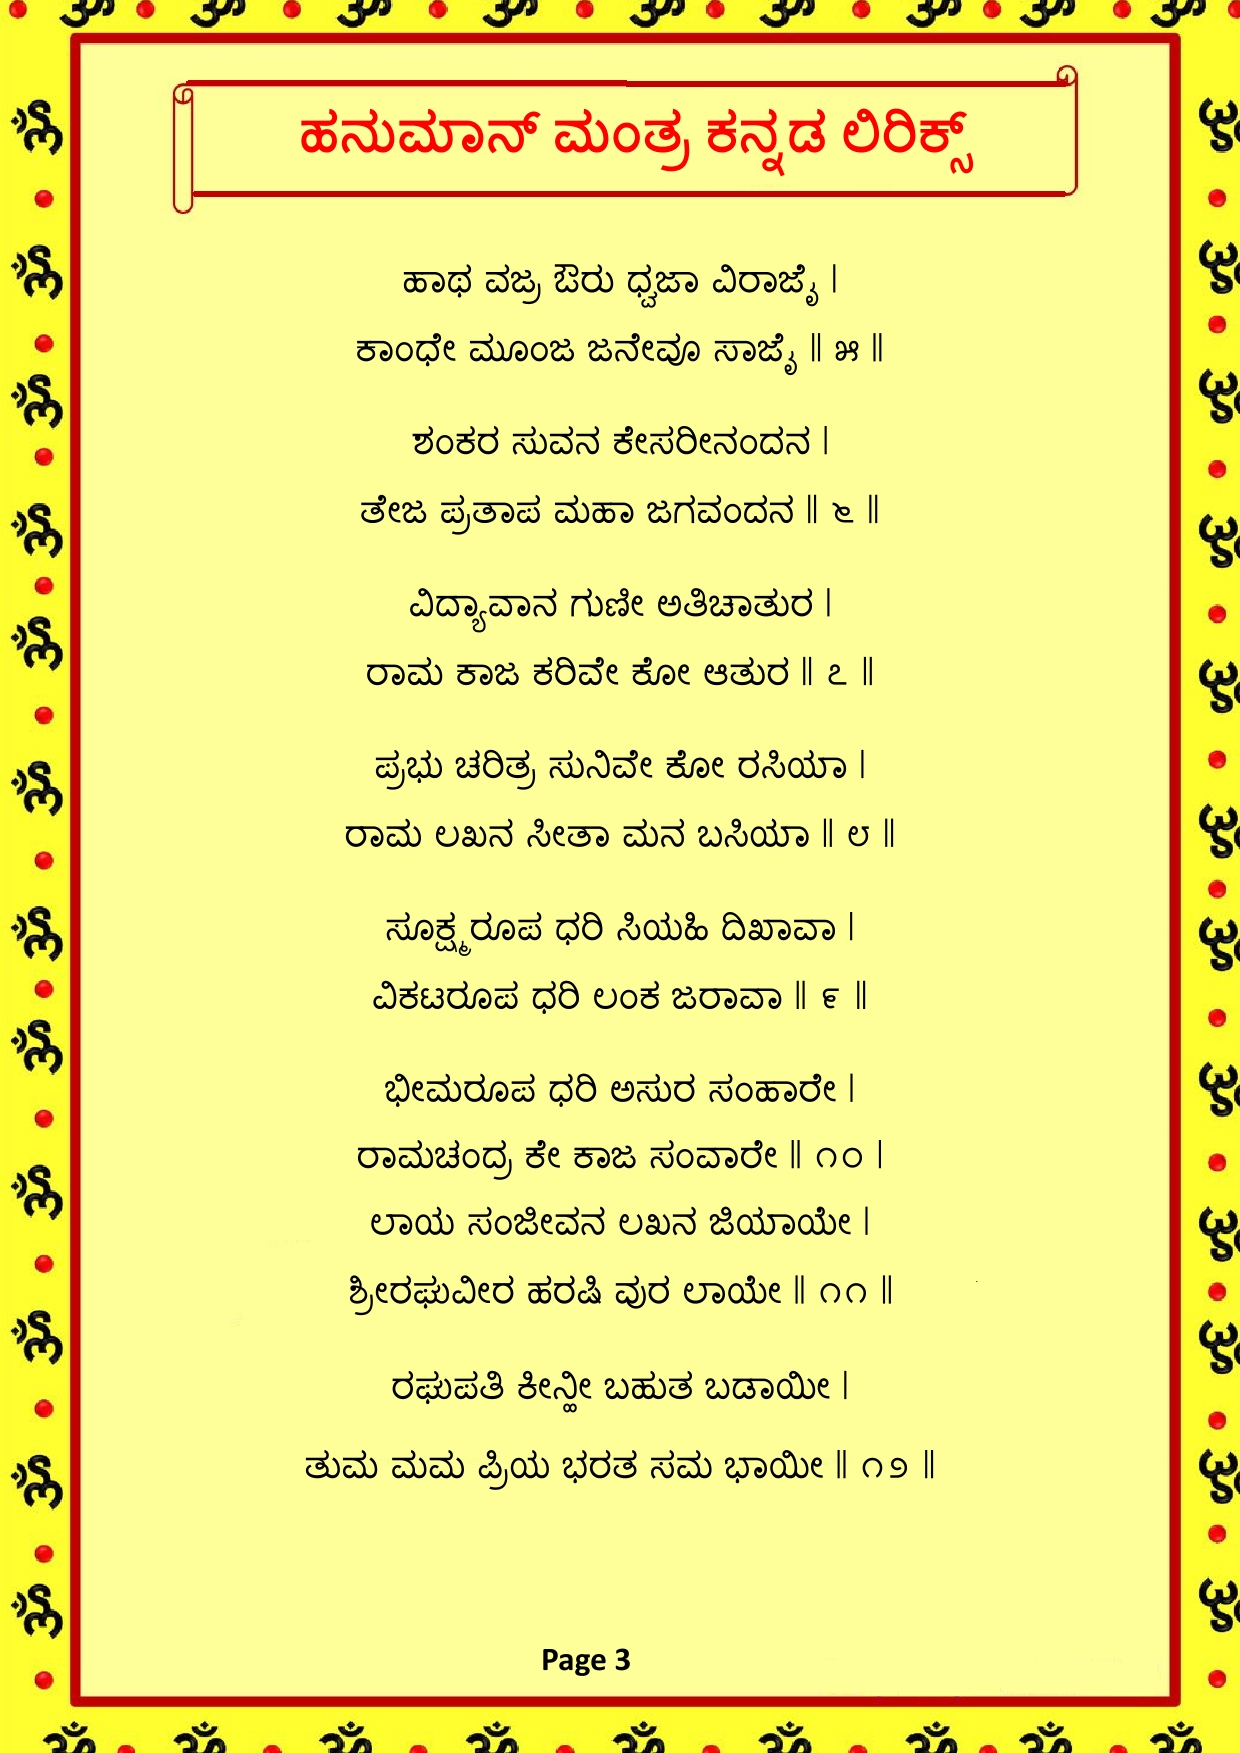 ಹನುಮಾನ್ ಮಂತ್ರ ಕನ್ನಡ ಲಿರಿಕ್ಸ್
ಹಾಥ ವಜ್ರ ಔರು ಧ್ವಜಾ ವಿರಾಜೈ |
ಕಾಂಧೇ ಮೂಂಜ ಜನೇವೂ ಸಾಜೈ ‖ ೫ ‖
ಶಂಕರ ಸುವನ ಕೇಸರೀನಂದನ |
ತೇಜ ಪ್ರತಾಪ ಮಹಾ ಜಗವಂದನ ‖ ೬ ‖
ವಿದ್ಯಾವಾನ ಗುಣೀ ಅತಿಚಾತುರ |
ರಾಮ ಕಾಜ ಕರಿವೇ ಕೋ ಆತುರ ‖ ೭ ‖
ಪ್ರಭು ಚರಿತ್ರ ಸುನಿವೇ ಕೋ ರಸಿಯಾ |
ರಾಮ ಲಖನ ಸೀತಾ ಮನ ಬಸಿಯಾ ‖ ೮ ‖
ಸೂಕ್ಷ್ಮರೂಪ ಧರಿ ಸಿಯಹಿ ದಿಖಾವಾ |
ವಿಕಟರೂಪ ಧರಿ ಲಂಕ ಜರಾವಾ ‖ ೯ ‖
ಭೀಮರೂಪ ಧರಿ ಅಸುರ ಸಂಹಾರೇ |
ರಾಮಚಂದ್ರ ಕೇ ಕಾಜ ಸಂವಾರೇ ‖ ೧೦ |
ಲಾಯ ಸಂಜೀವನ ಲಖನ ಜಿಯಾಯೇ |
ಶ್ರೀರಘುವೀರ ಹರಷಿ ವುರ ಲಾಯೇ ‖ ೧೧ ‖
ರಘುಪತಿ ಕೀನ್ಹೀ ಬಹುತ ಬಡಾಯೀ |
ತುಮ ಮಮ ಪ್ರಿಯ ಭರತ ಸಮ ಭಾಯೀ ‖ ೧೨ ‖
Page 3